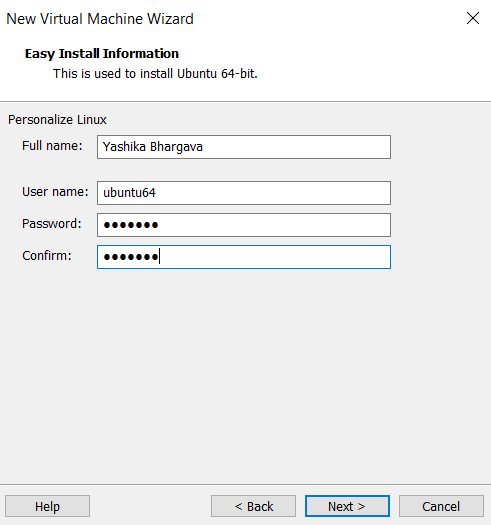 New Virtual Machine Wizard
Easy Install Information
This is used to install Ubuntu 64-bit.
Personalize Linux
Full name: Yashika Bhargava
User name: ubuntu64
Password: ●●●●●●●
Confirm: ●●●●●●●
Help < Back Next > Cancel